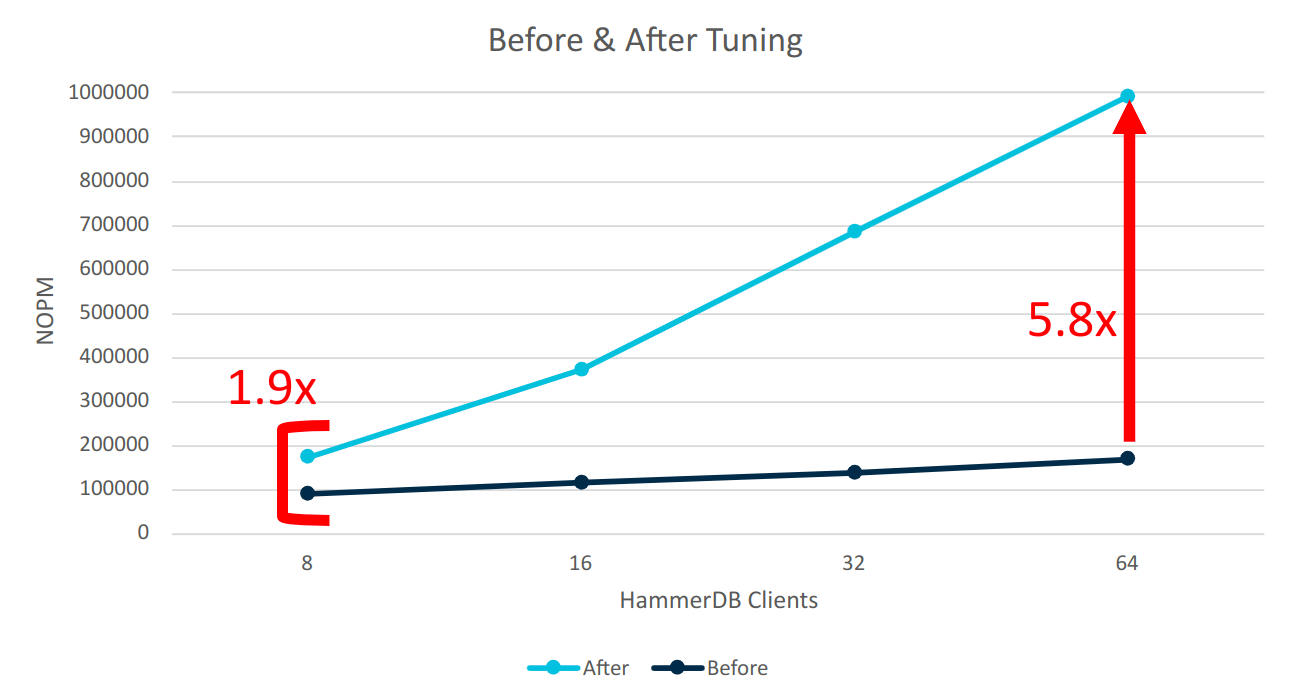 Before & After Tuning
1000000
900000
800000
700000
600000
500000
400000
300000
200000
100000
0
NOPM
1.9x
5.8x
8 16 32 64
HammerDB Clients
After Before